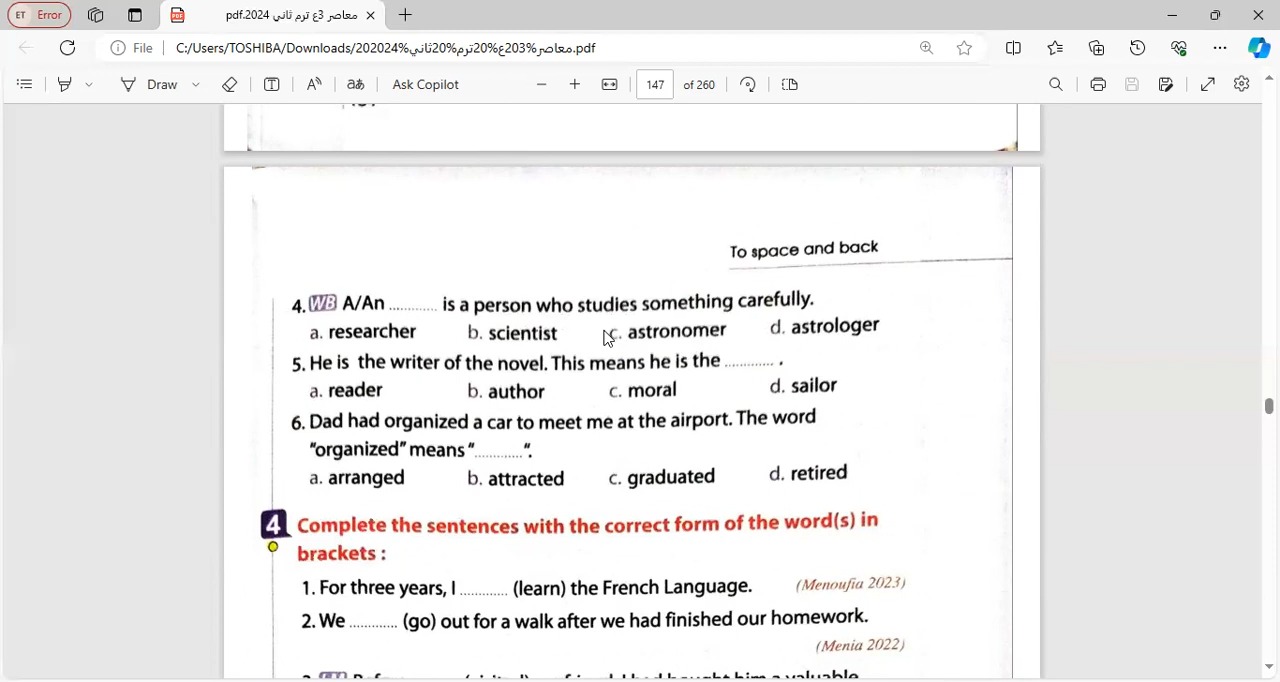 ET Error
معاصر 3ع ترم ثاني 2024.pdf
File
C:/Users/TOSHIBA/Downloads/202024%معاصر%203ع%20ترم%20ثاني.pdf
Draw
aあ
Ask Copilot
147 of 260
To space and back
4. WB A/An ........... is a person who studies something carefully.
a. researcher b. scientist c. astronomer d. astrologer
5. He is the writer of the novel. This means he is the ............ .
a. reader b. author c. moral d. sailor
6. Dad had organized a car to meet me at the airport. The word
"organized" means "............".
a. arranged b. attracted c. graduated d. retired
4 Complete the sentences with the correct form of the word(s) in
brackets :
1. For three years, I ............ (learn) the French Language. (Menoufia 2023)
2. We ............ (go) out for a walk after we had finished our homework.
(Menia 2022)